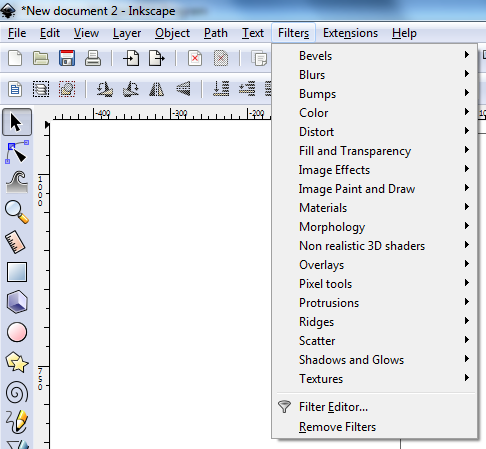 *New document 2 - Inkscape
File Edit View Layer Object Path Text Filters Extensions Help
-400 -300 -200
Bevels
Blurs
Bumps
Color
Distort
Fill and Transparency
Image Effects
Image Paint and Draw
Materials
Morphology
Non realistic 3D shaders
Overlays
Pixel tools
Protrusions
Ridges
Scatter
Shadows and Glows
Textures
Filter Editor...
Remove Filters
1000
750